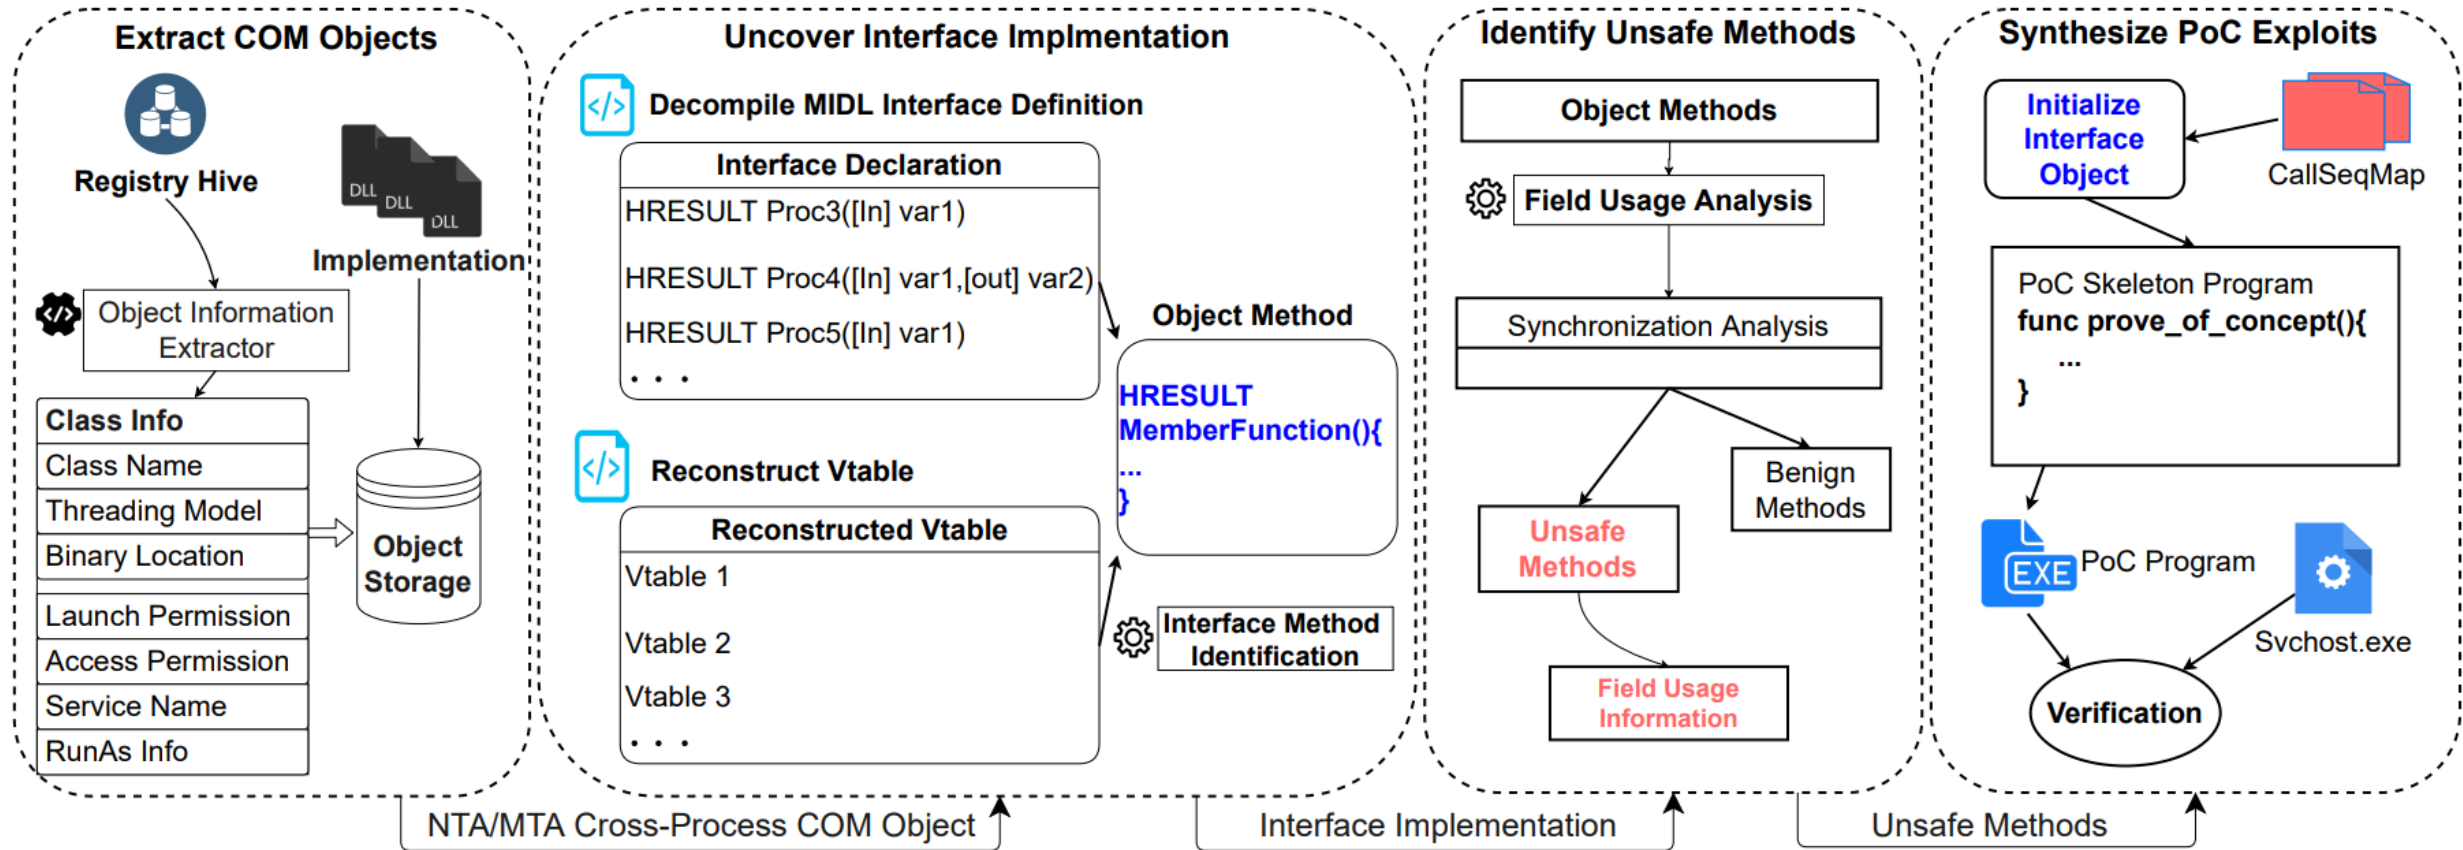 Extract COM Objects
Registry Hive
DLL
DLL
DLL
Implementation
Object Information
Extractor
Class Info
Class Name
Threading Model
Binary Location
Launch Permission
Access Permission
Service Name
RunAs Info
Object
Storage
NTA/MTA Cross-Process COM Object
Uncover Interface Implmentation
</>
Decompile MIDL Interface Definition
Interface Declaration
HRESULT Proc3([In] var1)
HRESULT Proc4([In] var1,[out] var2)
HRESULT Proc5([In] var1)
. . .
</>
Reconstruct Vtable
Reconstructed Vtable
Vtable 1
Vtable 2
Vtable 3
. . .
Object Method
HRESULT
MemberFunction(){
...
}
Interface Method
Identification
Interface Implementation
Identify Unsafe Methods
Object Methods
Field Usage Analysis
Synchronization Analysis
Unsafe
Methods
Benign
Methods
Field Usage
Information
Unsafe Methods
Synthesize PoC Exploits
Initialize
Interface
Object
CallSeqMap
PoC Skeleton Program
func prove_of_concept(){
...
}
EXE
PoC Program
Svchost.exe
Verification